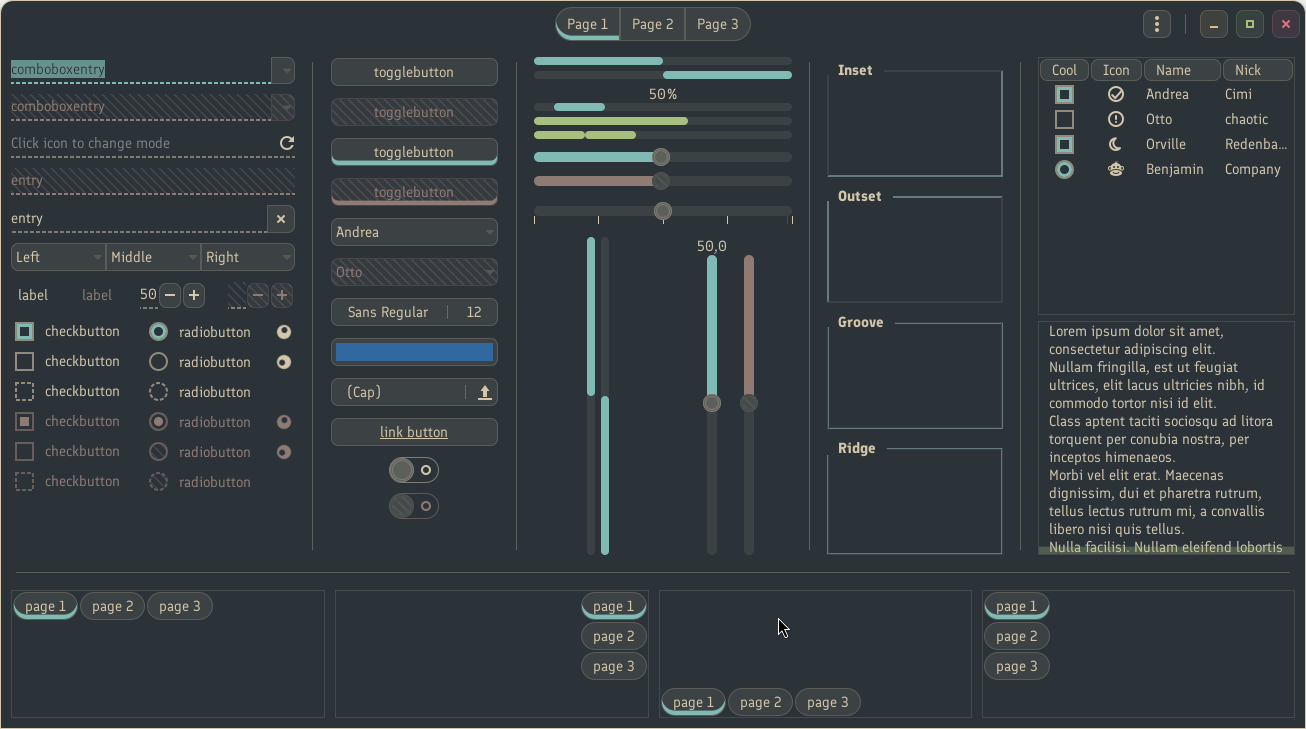 Page 1 Page 2 Page 3
comboboxentry
comboboxentry
Click icon to change mode
entry
entry
Left Middle Right
label label 50
checkbutton radiobutton
checkbutton radiobutton
checkbutton radiobutton
checkbutton radiobutton
checkbutton radiobutton
checkbutton radiobutton
togglebutton
togglebutton
togglebutton
togglebutton
Andrea
Otto
Sans Regular 12
(Cap)
link button
50%
50,0
Inset
Outset
Groove
Ridge
Cool Icon Name Nick
Andrea Cimi
Otto chaotic
Orville Redenba...
Benjamin Company
Lorem ipsum dolor sit amet,
consectetur adipiscing elit.
Nullam fringilla, est ut feugiat
ultrices, elit lacus ultricies nibh, id
commodo tortor nisi id elit.
Class aptent taciti sociosqu ad litora
torquent per conubia nostra, per
inceptos himenaeos.
Morbi vel elit erat. Maecenas
dignissim, dui et pharetra rutrum,
tellus lectus rutrum mi, a convallis
libero nisi quis tellus.
Nulla facilisi. Nullam eleifend lobortis
page 1 page 2 page 3
page 1
page 2
page 3
page 1 page 2 page 3
page 1
page 2
page 3